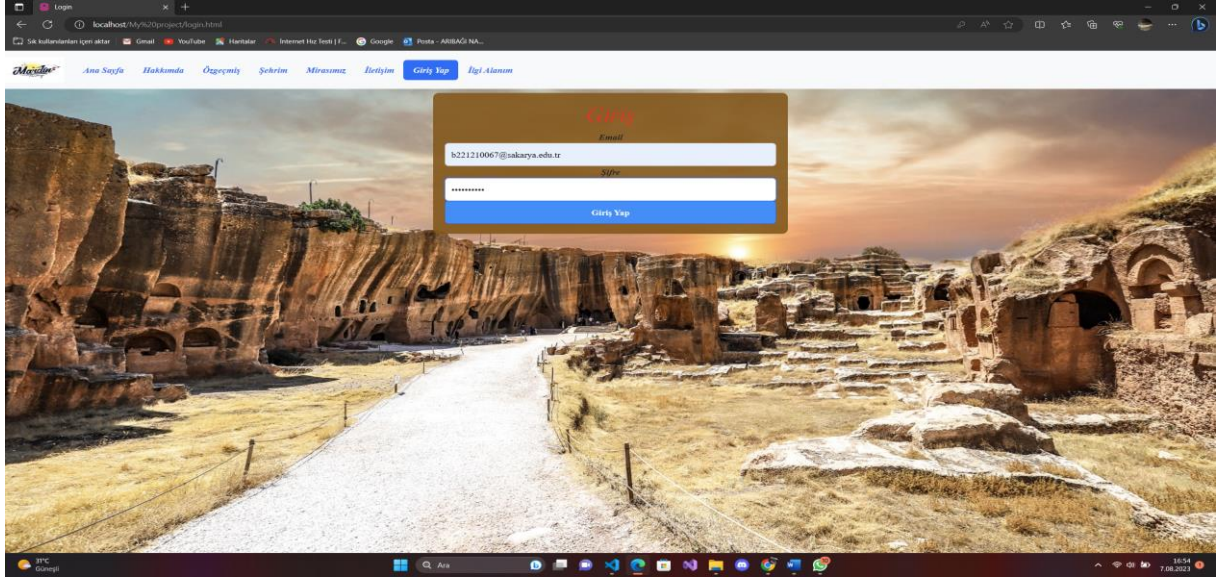 Login
localhost/My%20project/login.html
Sık kullanılanları içeri aktar Gmail YouTube Haritalar İnternet Hız Testi | F... Google Posta - ARIBAĞI NA...
Mardin
Ana Sayfa Hakkımda Özgeçmiş Şehrim Mirasımız İletişim Giriş Yap İlgi Alanım
Giriş
Email
b221210067@sakarya.edu.tr
Şifre
Giriş Yap
31°C
Güneşli
Ara
16:54
7.08.2023